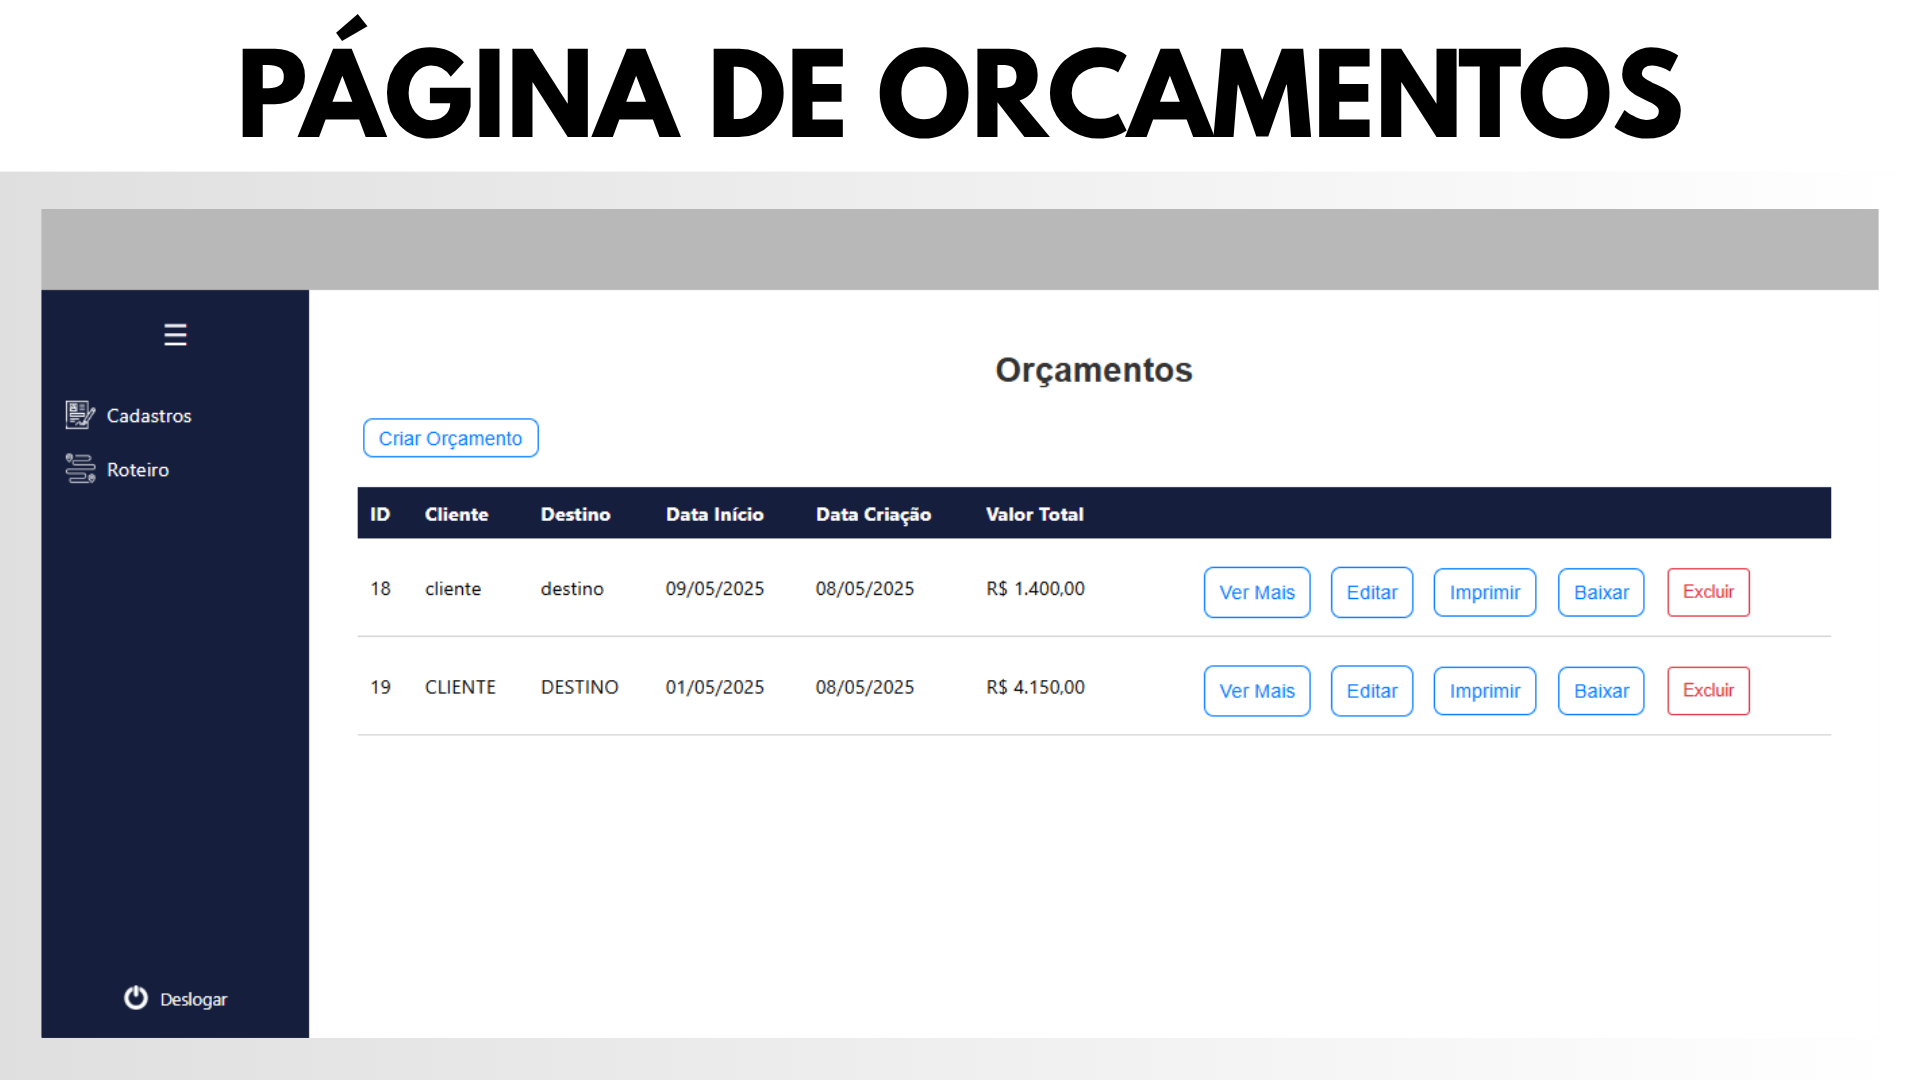 PÁGINA DE ORCAMENTOS
Cadastros
Roteiro
Deslogar
Orçamentos
Criar Orçamento
ID Cliente Destino Data Início Data Criação Valor Total
18 cliente destino 09/05/2025 08/05/2025 R$ 1.400,00 Ver Mais Editar Imprimir Baixar Excluir
19 CLIENTE DESTINO 01/05/2025 08/05/2025 R$ 4.150,00 Ver Mais Editar Imprimir Baixar Excluir